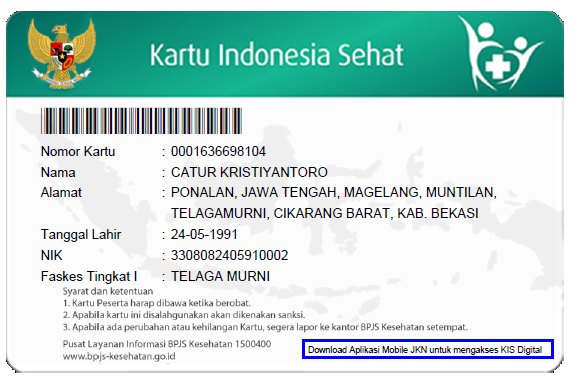 Kartu Indonesia Sehat
Nomor Kartu : 0001636698104
Nama : CATUR KRISTIYANTORO
Alamat : PONALAN, JAWA TENGAH, MAGELANG, MUNTILAN,
TELAGAMURNI, CIKARANG BARAT, KAB. BEKASI
Tanggal Lahir : 24-05-1991
NIK : 3308082405910002
Faskes Tingkat I : TELAGA MURNI
Syarat dan ketentuan
1. Kartu Peserta harap dibawa ketika berobat.
2. Apabila kartu ini disalahgunakan akan dikenakan sanksi.
3. Apabila ada perubahan atau kehilangan Kartu, segera lapor ke kantor BPJS Kesehatan setempat.
Pusat Layanan Informasi BPJS Kesehatan 1500400
www.bpjs-kesehatan.go.id
Download Aplikasi Mobile JKN untuk mengakses KIS Digital